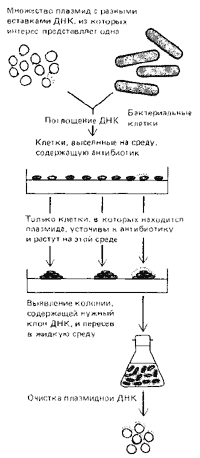 Множество плазмид с разными
вставками ДНК, из которых
интерес представляет одна
Бактериальные
клетки
Поглощение ДНК
Клетки, выселнные на среду,
содержащую антибиотик
Только клетки, в которых находится
плазмида, устойчивы к антибиотику
и растут на этой среде
Выявление колонии,
содержащей нужный
клон ДНК, и пересев
в жидкую среду
Очистка плазмидной ДНК